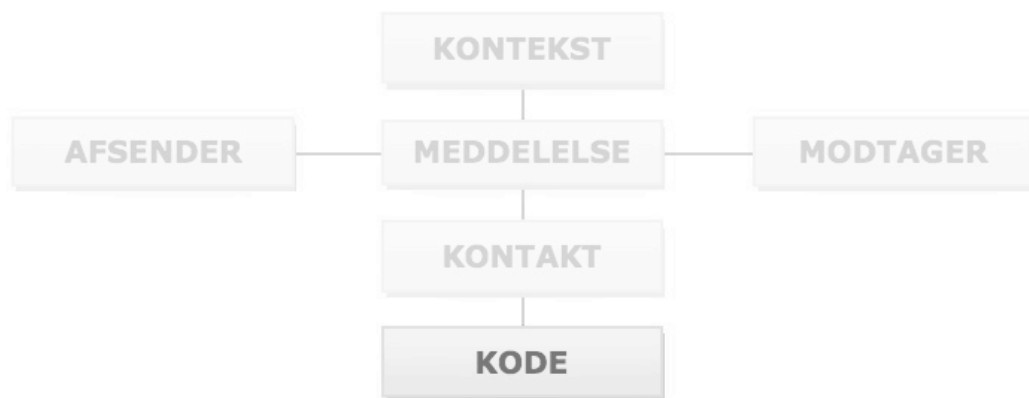 KONTEKST
AFSENDER MEDDELELSE MODTAGER
KONTAKT
KODE